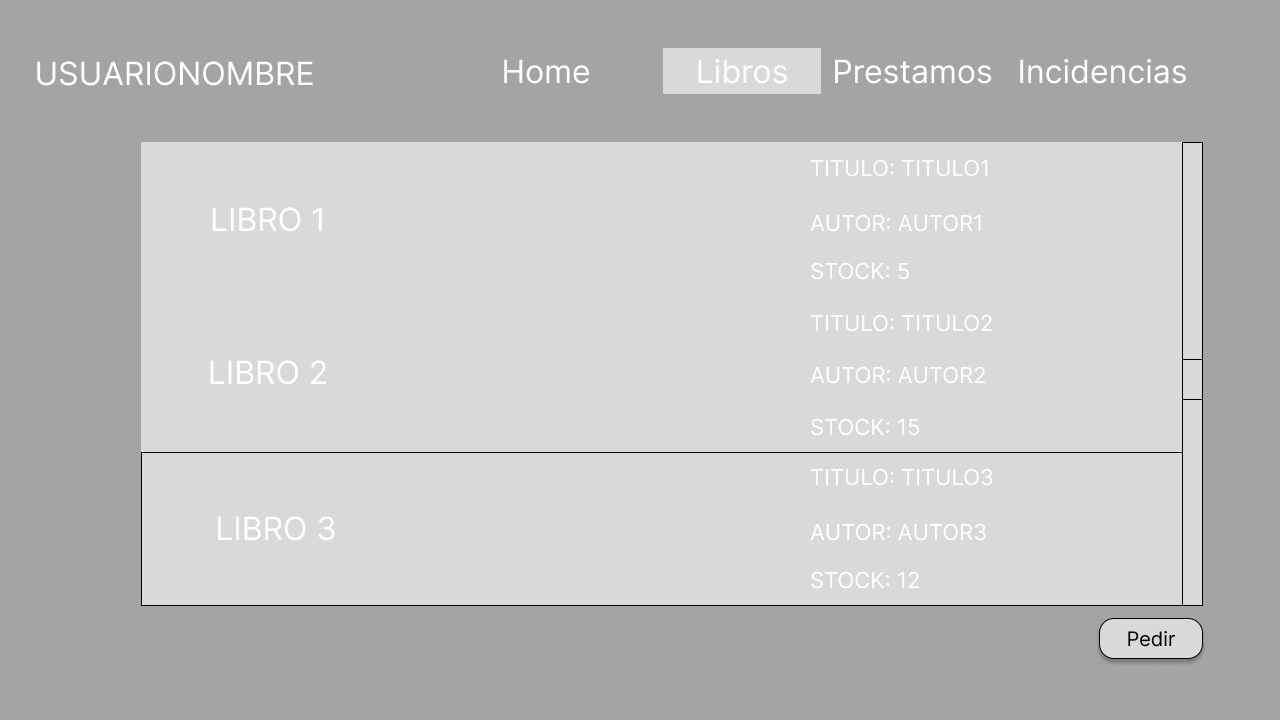 USUARIONOMBRE
Home
Libros
Prestamos
Incidencias
LIBRO 1
TITULO: TITULO1
AUTOR: AUTOR1
STOCK: 5
LIBRO 2
TITULO: TITULO2
AUTOR: AUTOR2
STOCK: 15
LIBRO 3
TITULO: TITULO3
AUTOR: AUTOR3
STOCK: 12
Pedir